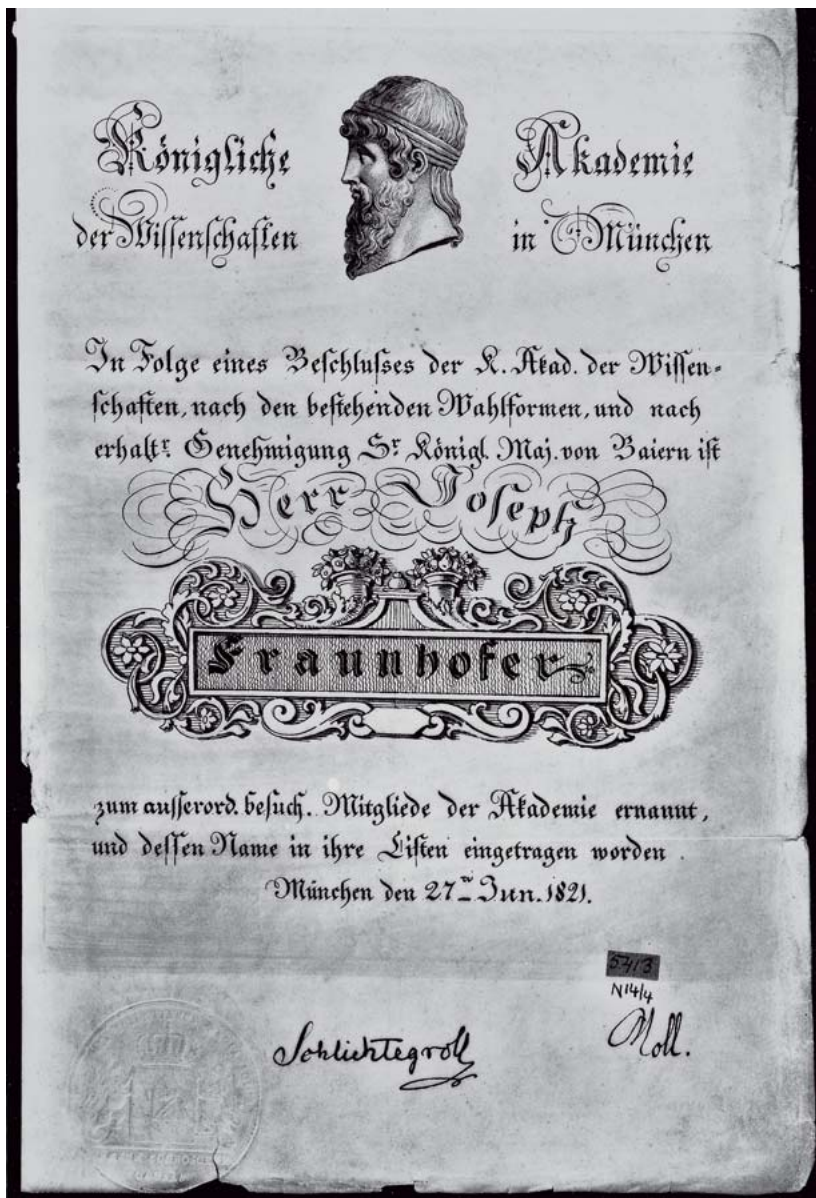 Königliche Akademie
der Wissenschaften in München
In Folge eines Beschlusses der K. Akad. der Wissen-
schaften, nach den bestehenden Wahlformen, und nach
erhaltr. Genehmigung Sr. Königl. Maj. von Baiern ist
Herr Joseph
Fraunhofer
zum ausserord. besuch. Mitgliede der Akademie ernannt,
und dessen Name in ihre Listen eingetragen worden.
München den 27n Jun. 1821.
5413
N14/4
Schlichtegroll
Moll.